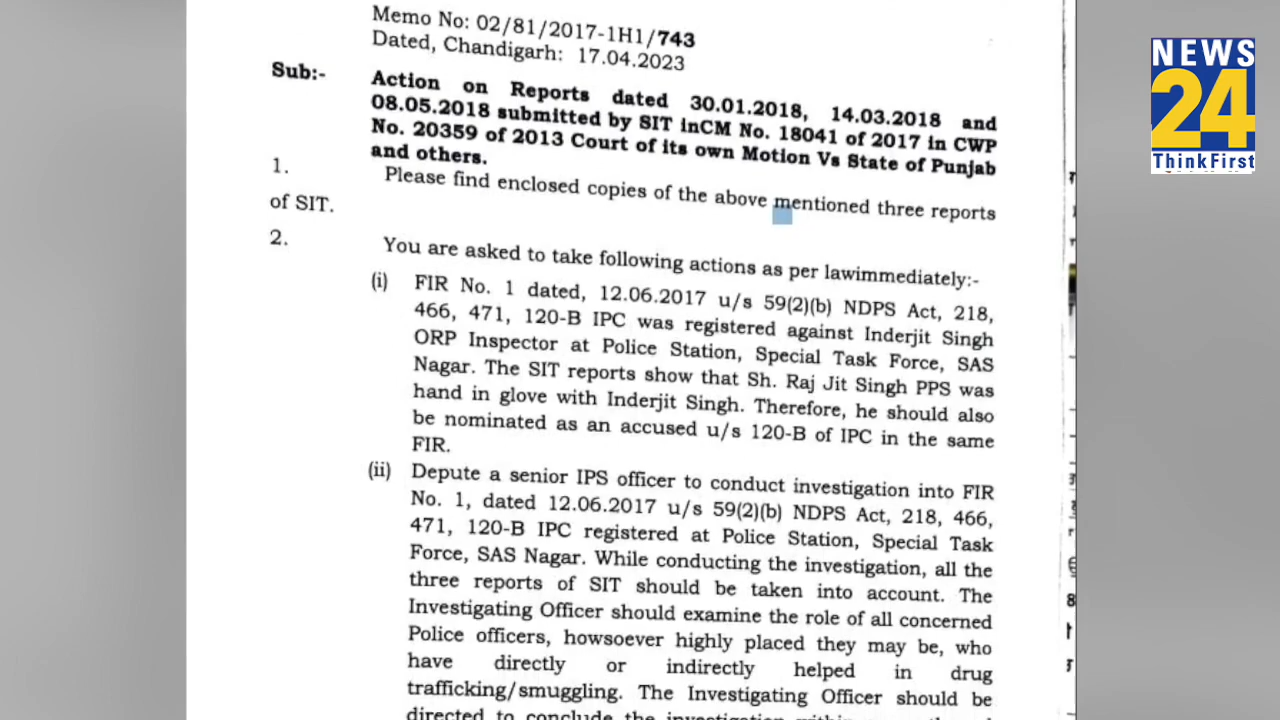 Memo No: 02/81/2017-1H1/743
Dated, Chandigarh: 17.04.2023
Sub:- Action on Reports dated 30.01.2018, 14.03.2018 and
08.05.2018 submitted by SIT inCM No. 18041 of 2017 in CWP
No. 20359 of 2013 Court of its own Motion Vs State of Punjab
and others.
1. Please find enclosed copies of the above mentioned three reports
of SIT.
2. You are asked to take following actions as per lawimmediately:-
(i) FIR No. 1 dated, 12.06.2017 u/s 59(2)(b) NDPS Act, 218,
466, 471, 120-B IPC was registered against Inderjit Singh
ORP Inspector at Police Station, Special Task Force, SAS
Nagar. The SIT reports show that Sh. Raj Jit Singh PPS was
hand in glove with Inderjit Singh. Therefore, he should also
be nominated as an accused u/s 120-B of IPC in the same
FIR.
(ii) Depute a senior IPS officer to conduct investigation into FIR
No. 1, dated 12.06.2017 u/s 59(2)(b) NDPS Act, 218, 466,
471, 120-B IPC registered at Police Station, Special Task
Force, SAS Nagar. While conducting the investigation, all the
three reports of SIT should be taken into account. The
Investigating Officer should examine the role of all concerned
Police officers, howsoever highly placed they may be, who
have directly or indirectly helped in drug
trafficking/smuggling. The Investigating Officer should be
directed to conclude the investigation within
NEWS
24
ThinkFirst